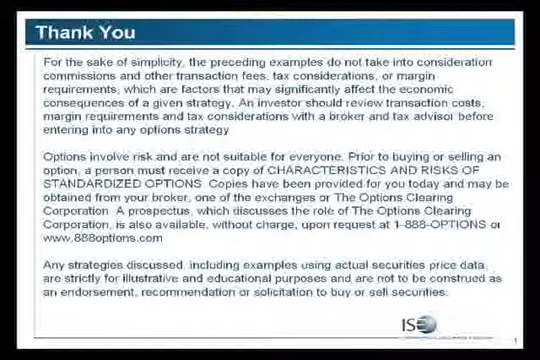 Thank You
For the sake of simplicity, the preceding examples do not take into consideration
commissions and other transaction fees, tax considerations, or margin
requirements, which are factors that may significantly affect the economic
consequences of a given strategy. An investor should review transaction costs,
margin requirements and tax considerations with a broker and tax advisor before
entering into any options strategy
Options involve risk and are not suitable for everyone. Prior to buying or selling an
option, a person must receive a copy of CHARACTERISTICS AND RISKS OF
STANDARDIZED OPTIONS. Copies have been provided for you today and may be
obtained from your broker, one of the exchanges or The Options Clearing
Corporation. A prospectus, which discusses the role of The Options Clearing
Corporation, is also available, without charge, upon request at 1-888-OPTIONS or
www.888options.com
Any strategies discussed, including examples using actual securities price data,
are strictly for illustrative and educational purposes and are not to be construed as
an endorsement, recommendation or solicitation to buy or sell securities.
ISE
1